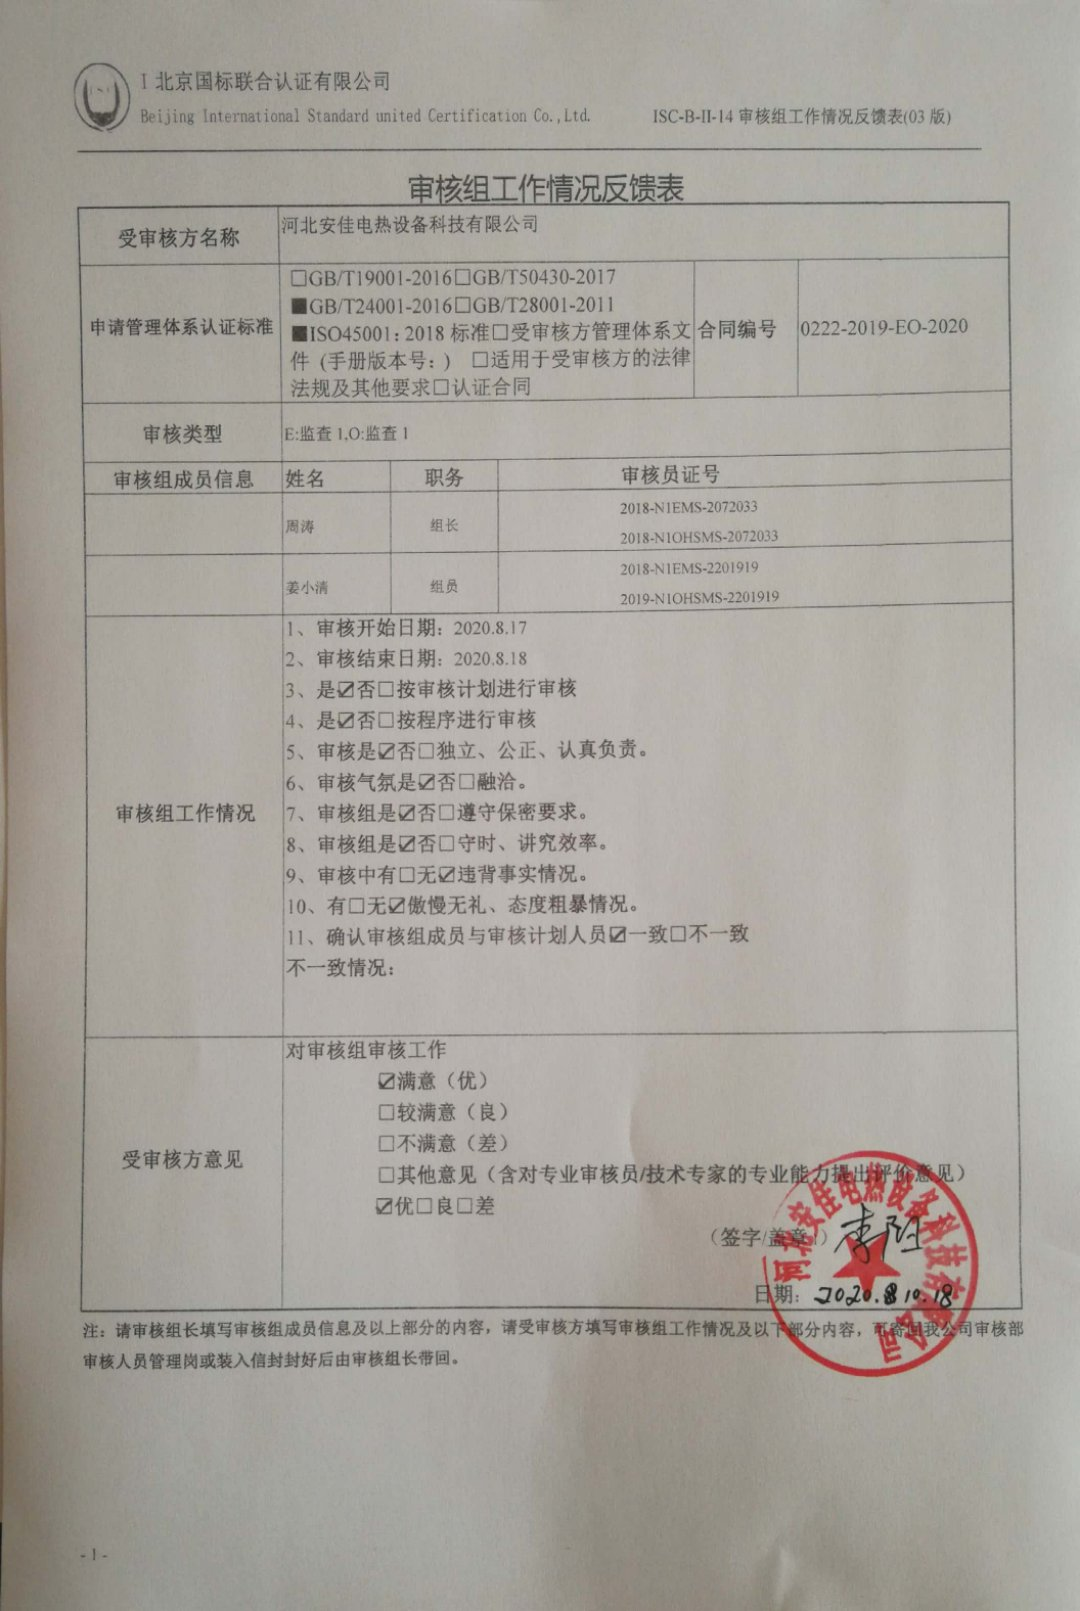 I 北京国标联合认证有限公司
Beijing International Standard united Certification Co.,Ltd.
ISC-B-II-14 审核组工作情况反馈表(03 版)
审核组工作情况反馈表
受审核方名称
河北安佳电热设备科技有限公司
申请管理体系认证标准
□GB/T19001-2016□GB/T50430-2017
■GB/T24001-2016□GB/T28001-2011
■ISO45001：2018 标准□受审核方管理体系文
件（手册版本号：） □适用于受审核方的法律
法规及其他要求□认证合同
合同编号
0222-2019-EO-2020
审核类型
E:监查 1,O:监查 1
审核组成员信息
姓名
职务
审核员证号
周涛
组长
2018-N1EMS-2072033
2018-N1OHSMS-2072033
姜小清
组员
2018-N1EMS-2201919
2019-N1OHSMS-2201919
审核组工作情况
1、审核开始日期：2020.8.17
2、审核结束日期：2020.8.18
3、是☑否□按审核计划进行审核
4、是☑否□按程序进行审核
5、审核是☑否□独立、公正、认真负责。
6、审核气氛是☑否□融洽。
7、审核组是☑否□遵守保密要求。
8、审核组是☑否□守时、讲究效率。
9、审核中有□无☑违背事实情况。
10、有□无☑傲慢无礼、态度粗暴情况。
11、确认审核组成员与审核计划人员☑一致□不一致
不一致情况：
受审核方意见
对审核组审核工作
☑满意（优）
□较满意（良）
□不满意（差）
□其他意见（含对专业审核员/技术专家的专业能力提出评价意见）
☑优□良□差
（签字/盖章）
日期：
河北安佳电热设备科技有限公司
注：请审核组长填写审核组成员信息及以上部分的内容，请受审核方填写审核组工作情况及以下部分内容，可寄回我公司审核部
审核人员管理岗或装入信封封好后由审核组长带回。
- 1 -